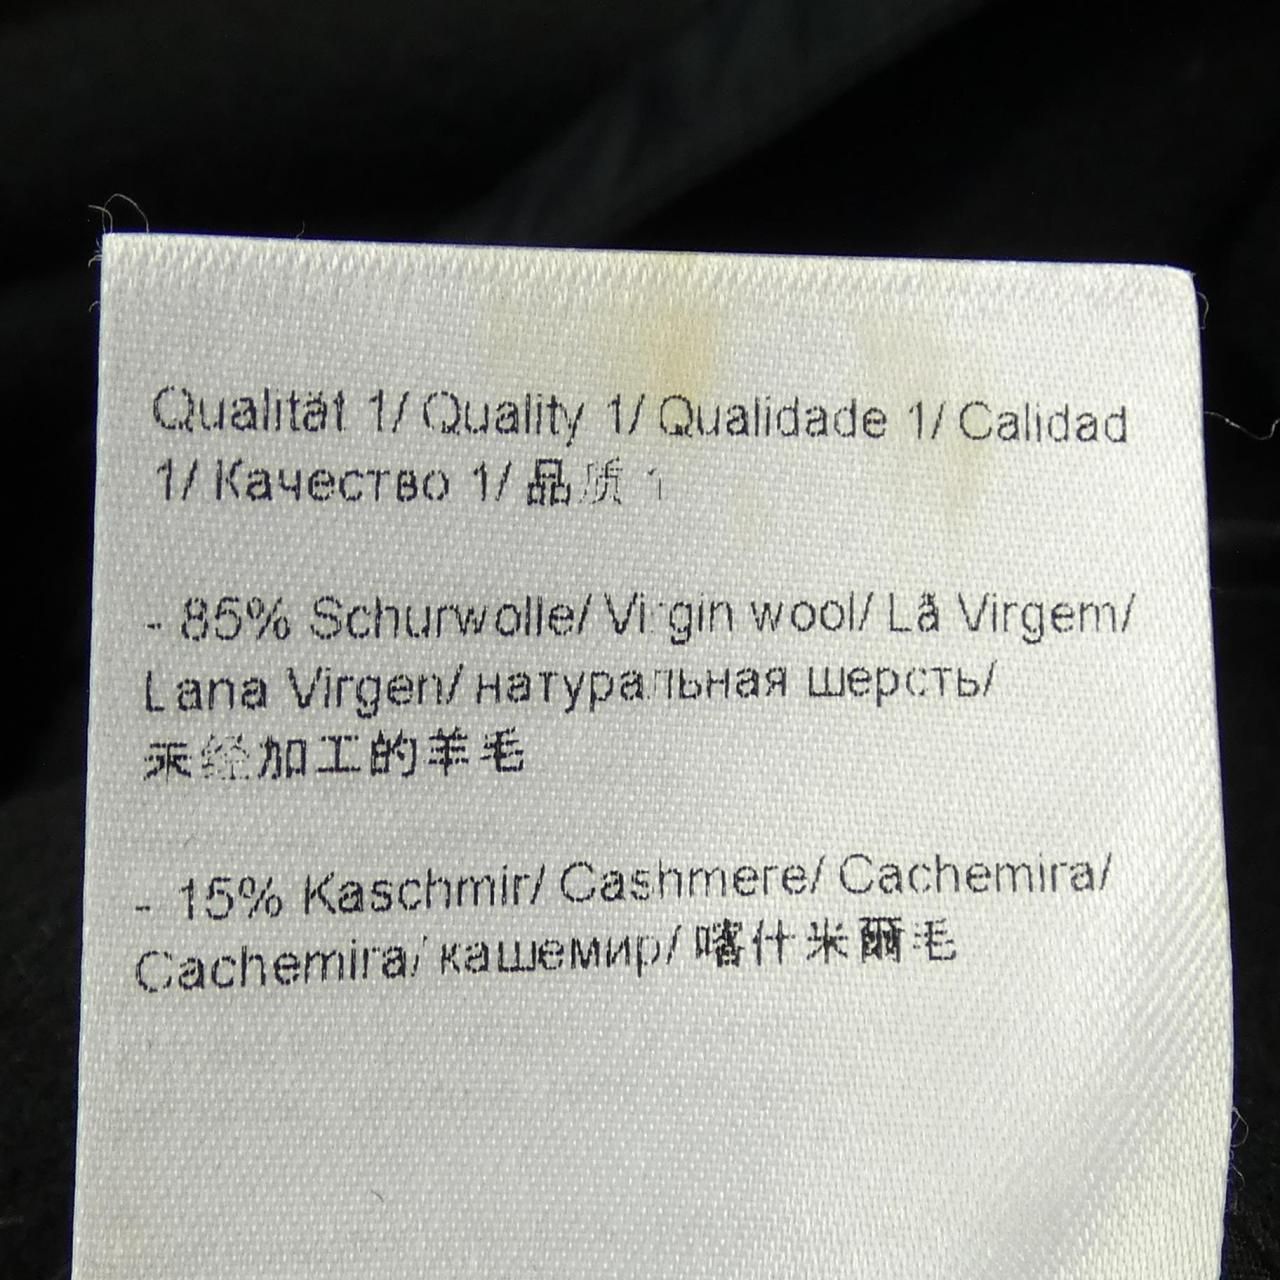 Qualität 1/ Quality 1/ Qualidade 1/ Calidad
1/ Качество 1/ 品质 1
- 85% Schurwolle/ Virgin wool/ Lã Virgem/
Lana Virgen/ натуральная шерсть/
未经加工的羊毛
- 15% Kaschmir/ Cashmere/ Cachemira/
Cachemira/ кашемир/ 喀什米爾毛